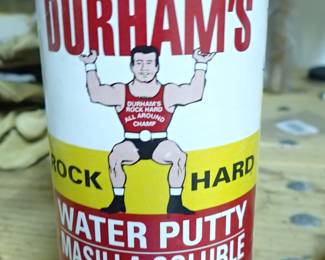 DURHAM'S
DURHAM'S
ROCK HARD
ALL AROUND
CHAMP
ROCK HARD
WATER PUTTY
MASILLA SOLUBLE